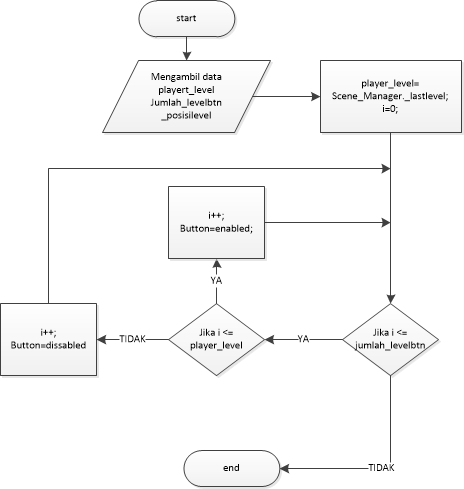 start
Mengambil data
playert_level
Jumlah_levelbtn
_posisilevel
player_level=
Scene_Manager._lastlevel;
i=0;
i++;
Button=enabled;
YA
i++;
Button=dissabled
TIDAK
Jika i <=
player_level
YA
Jika i <=
jumlah_levelbtn
end
TIDAK